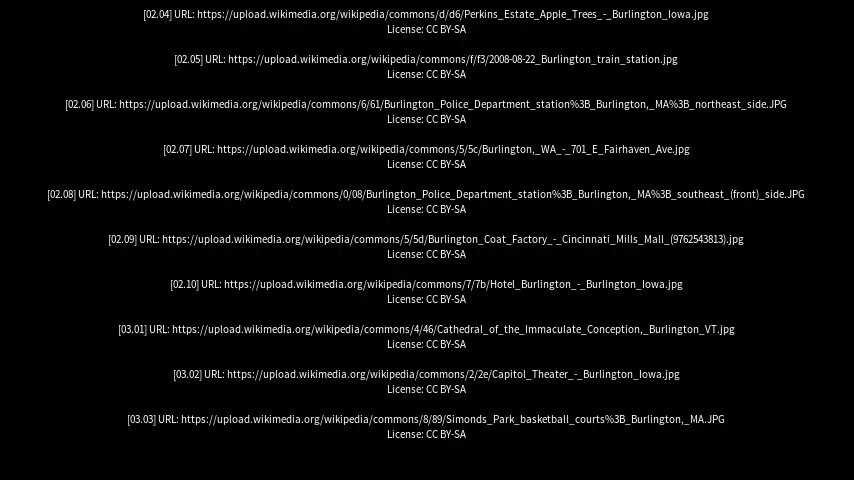 [02.04] URL: https://upload.wikimedia.org/wikipedia/commons/d/d6/Perkins_Estate_Apple_Trees_-_Burlington_Iowa.jpg
License: CC BY-SA
[02.05] URL: https://upload.wikimedia.org/wikipedia/commons/f/f3/2008-08-22_Burlington_train_station.jpg
License: CC BY-SA
[02.06] URL: https://upload.wikimedia.org/wikipedia/commons/6/61/Burlington_Police_Department_station%3B_Burlington,_MA%3B_northeast_side.JPG
License: CC BY-SA
[02.07] URL: https://upload.wikimedia.org/wikipedia/commons/5/5c/Burlington,_WA_-_701_E_Fairhaven_Ave.jpg
License: CC BY-SA
[02.08] URL: https://upload.wikimedia.org/wikipedia/commons/0/08/Burlington_Police_Department_station%3B_Burlington,_MA%3B_southeast_(front)_side.JPG
License: CC BY-SA
[02.09] URL: https://upload.wikimedia.org/wikipedia/commons/5/5d/Burlington_Coat_Factory_-_Cincinnati_Mills_Mall_(9762543813).jpg
License: CC BY-SA
[02.10] URL: https://upload.wikimedia.org/wikipedia/commons/7/7b/Hotel_Burlington_-_Burlington_Iowa.jpg
License: CC BY-SA
[03.01] URL: https://upload.wikimedia.org/wikipedia/commons/4/46/Cathedral_of_the_Immaculate_Conception,_Burlington_VT.jpg
License: CC BY-SA
[03.02] URL: https://upload.wikimedia.org/wikipedia/commons/2/2e/Capitol_Theater_-_Burlington_Iowa.jpg
License: CC BY-SA
[03.03] URL: https://upload.wikimedia.org/wikipedia/commons/8/89/Simonds_Park_basketball_courts%3B_Burlington,_MA.JPG
License: CC BY-SA